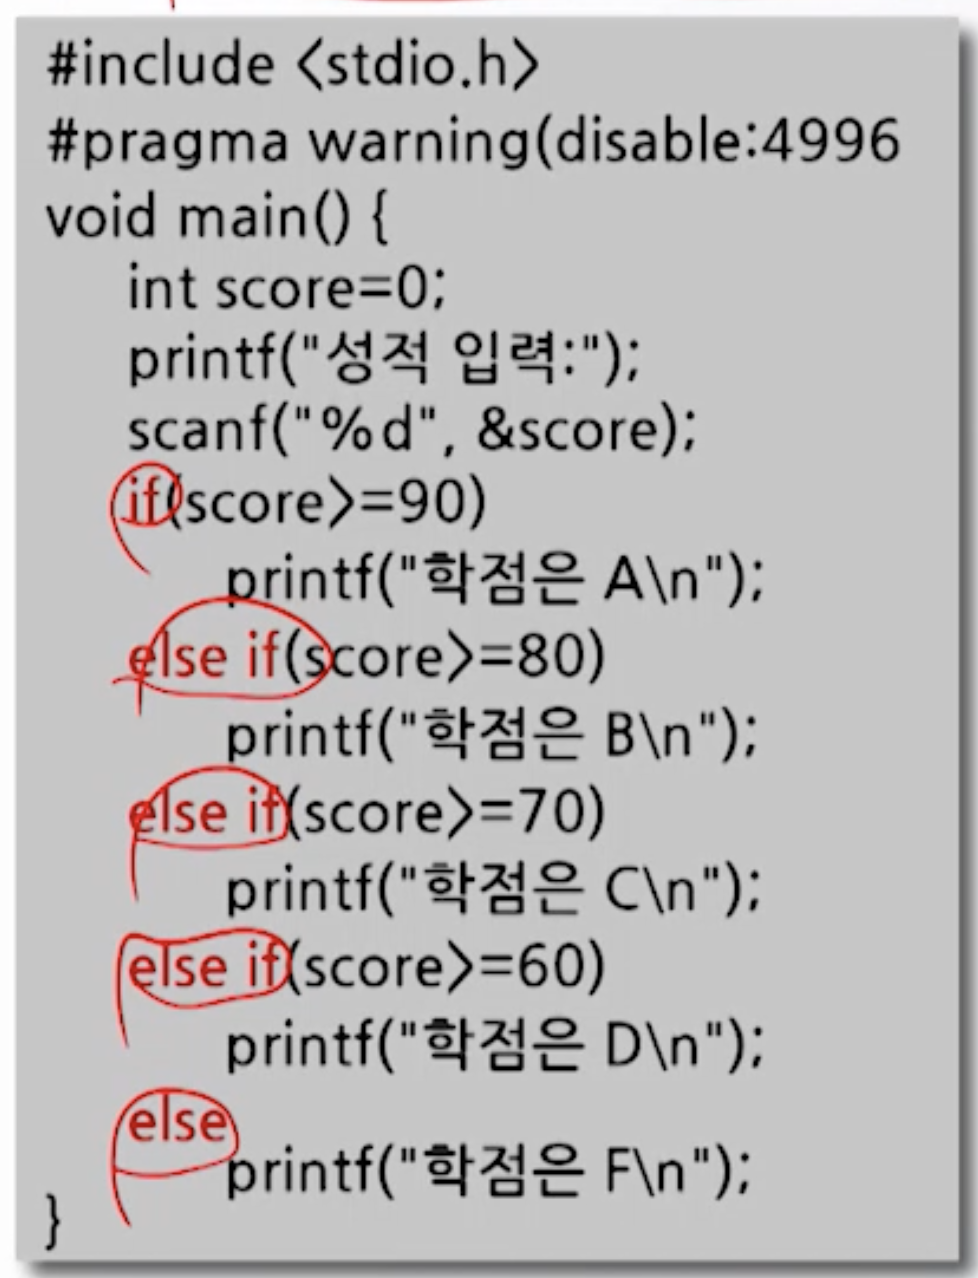 #include <stdio.h>
#pragma warning(disable:4996
void main() {
int score=0;
printf("성적 입력:");
scanf("%d", &score);
if(score>=90)
printf("학점은 A\n");
else if(score>=80)
printf("학점은 B\n");
else if(score>=70)
printf("학점은 C\n");
else if(score>=60)
printf("학점은 D\n");
else
printf("학점은 F\n");
}